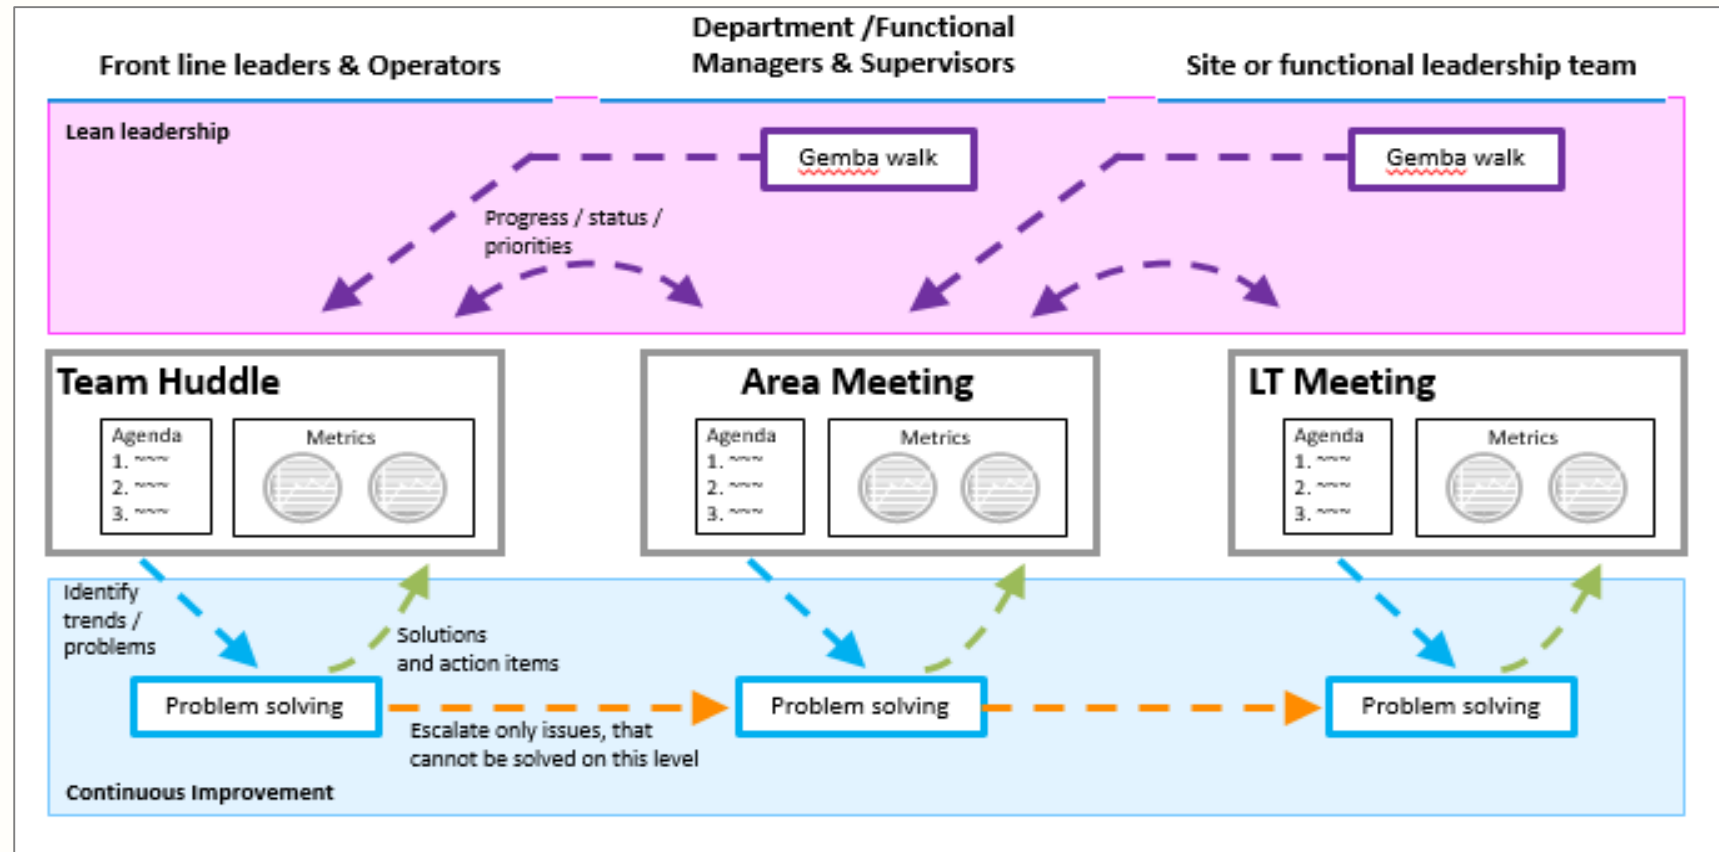 Front line leaders & Operators
Department /Functional
Managers & Supervisors
Site or functional leadership team
Lean leadership
Gemba walk
Gemba walk
Progress / status /
priorities
Team Huddle
Agenda
1. ~~~
2. ~~~
3. ~~~
Metrics
Area Meeting
Agenda
1. ~~~
2. ~~~
3. ~~~
Metrics
LT Meeting
Agenda
1. ~~~
2. ~~~
3. ~~~
Metrics
Identify
trends /
problems
Solutions
and action items
Problem solving
Problem solving
Problem solving
Escalate only issues, that
cannot be solved on this level
Continuous Improvement